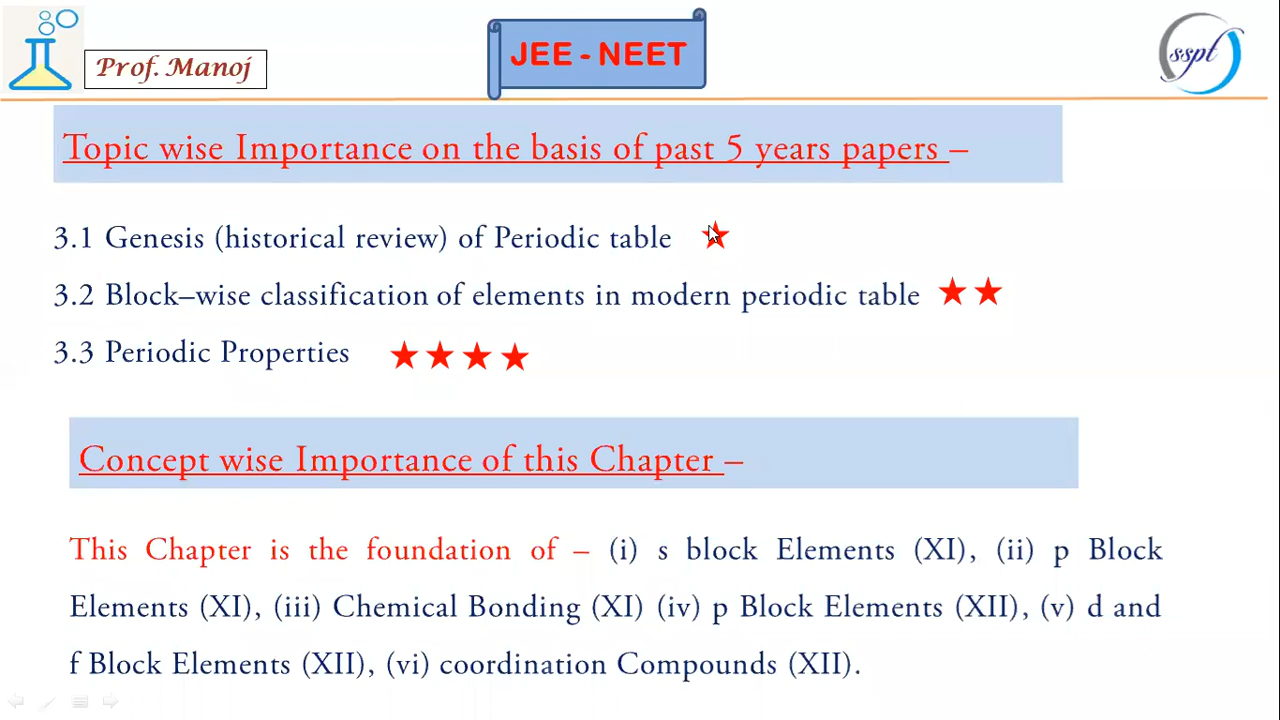 JEE - NEET
Prof. Manoj
sspt
Topic wise Importance on the basis of past 5 years papers –
3.1 Genesis (historical review) of Periodic table
3.2 Block–wise classification of elements in modern periodic table
3.3 Periodic Properties
Concept wise Importance of this Chapter –
This Chapter is the foundation of – (i) s block Elements (XI), (ii) p Block
Elements (XI), (iii) Chemical Bonding (XI) (iv) p Block Elements (XII), (v) d and
f Block Elements (XII), (vi) coordination Compounds (XII).